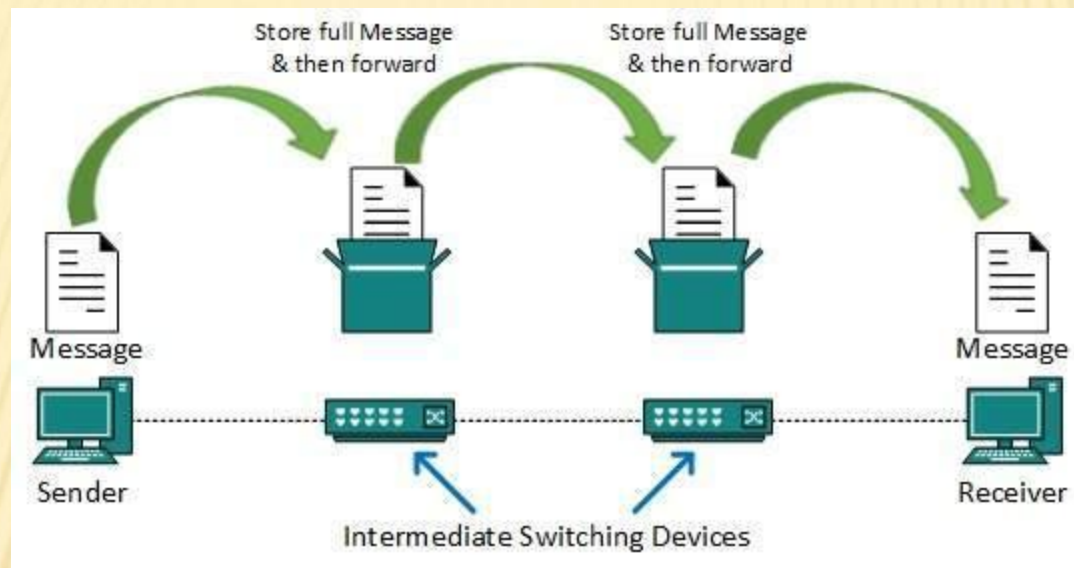 Store full Message
& then forward
Store full Message
& then forward
Message
Message
Sender
Receiver
Intermediate Switching Devices